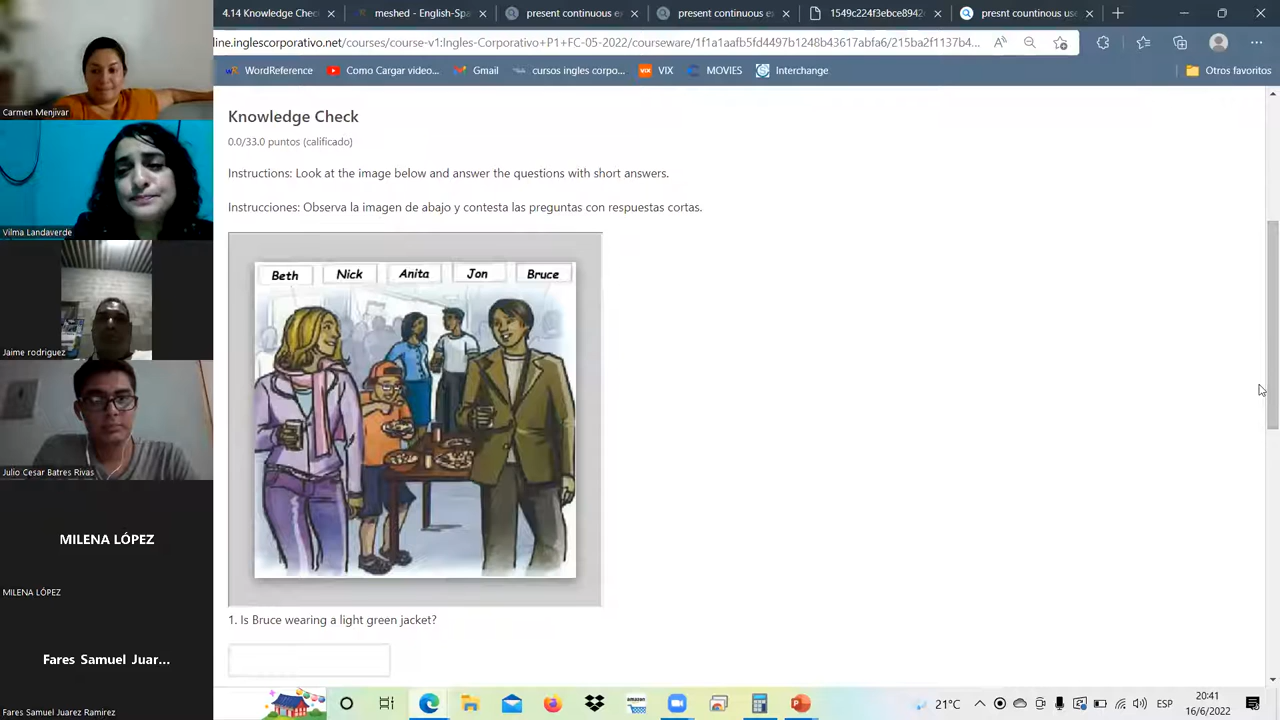 4.14 Knowledge Check
jamboard - English-Spa
present continuous ex
present continuous ex
1549c224f3ebce8942
presnt countinous use
line.inglescorporativo.net/courses/course-v1:Ingles-Corporativo+P1+FC-05-2022/courseware/1f1a1aafb5fd4497b1248b43617abfa6/215ba2f1137b4...
WordReference
Como Cargar video...
Gmail
cursos ingles corpo...
VIX
MOVIES
Interchange
Otros favoritos
Carmen Menjivar
Vilma Landaverde
Jaime rodriguez
Julio Cesar Batres Rivas
MILENA LÓPEZ
MILENA LÓPEZ
Fares Samuel Juar...
Fares Samuel Juarez Ramirez
Knowledge Check
0.0/33.0 puntos (calificado)
Instructions: Look at the image below and answer the questions with short answers.
Instrucciones: Observa la imagen de abajo y contesta las preguntas con respuestas cortas.
Beth Nick Anita Jon Bruce
1. Is Bruce wearing a light green jacket?
amazon
21°C
ESP
20:41
16/6/2022